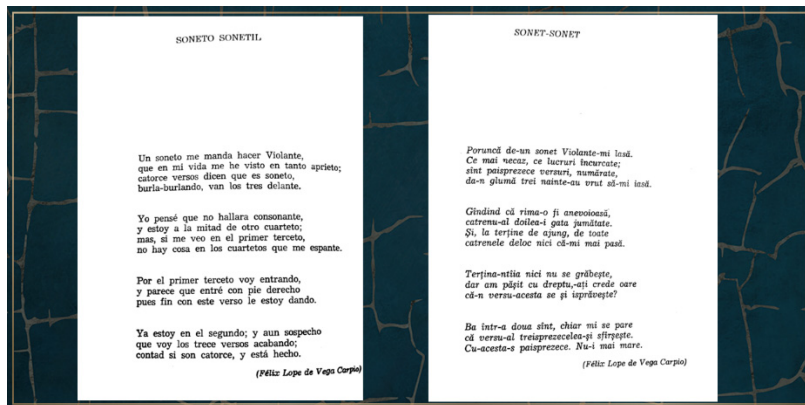 SONETO SONETIL
Un soneto me manda hacer Violante,
que en mi vida me he visto en tanto aprieto;
catorce versos dicen que es soneto,
burla-burlando, van los tres delante.
Yo pensé que no hallara consonante,
y estoy a la mitad de otro cuarteto;
mas, si me veo en el primer terceto,
no hay cosa en los cuartetos que me espante.
Por el primer terceto voy entrando,
y parece que entré con pie derecho
pues fin con este verso le estoy dando.
Ya estoy en el segundo; y aun sospecho
que voy los trece versos acabando;
contad si son catorce, y está hecho.
(Félix Lope de Vega Carpio)
SONET-SONET
Poruncă de-un sonet Violante-mi lasă.
Ce mai necaz, ce lucruri încurcate;
sînt paisprezece versuri, numărate,
da-n glumă trei nainte-au vrut să-mi iasă.
Gîndind că rima-o fi anevoioasă,
catrenu-al doilea-i gata jumătate.
Și, la terține de ajung, de toate
catrenele deloc nici că-mi mai pasă.
Terțina-ntîia nici nu se grăbește,
dar am pășit cu dreptu,-ați crede oare
că-n versu-acesta se și isprăvește?
Ba într-a doua sînt, chiar mi se pare
că versu-al treisprezecelea-și sfîrșește.
Cu-acesta-s paisprezece. Nu-i mai mare.
(Félix Lope de Vega Carpio)